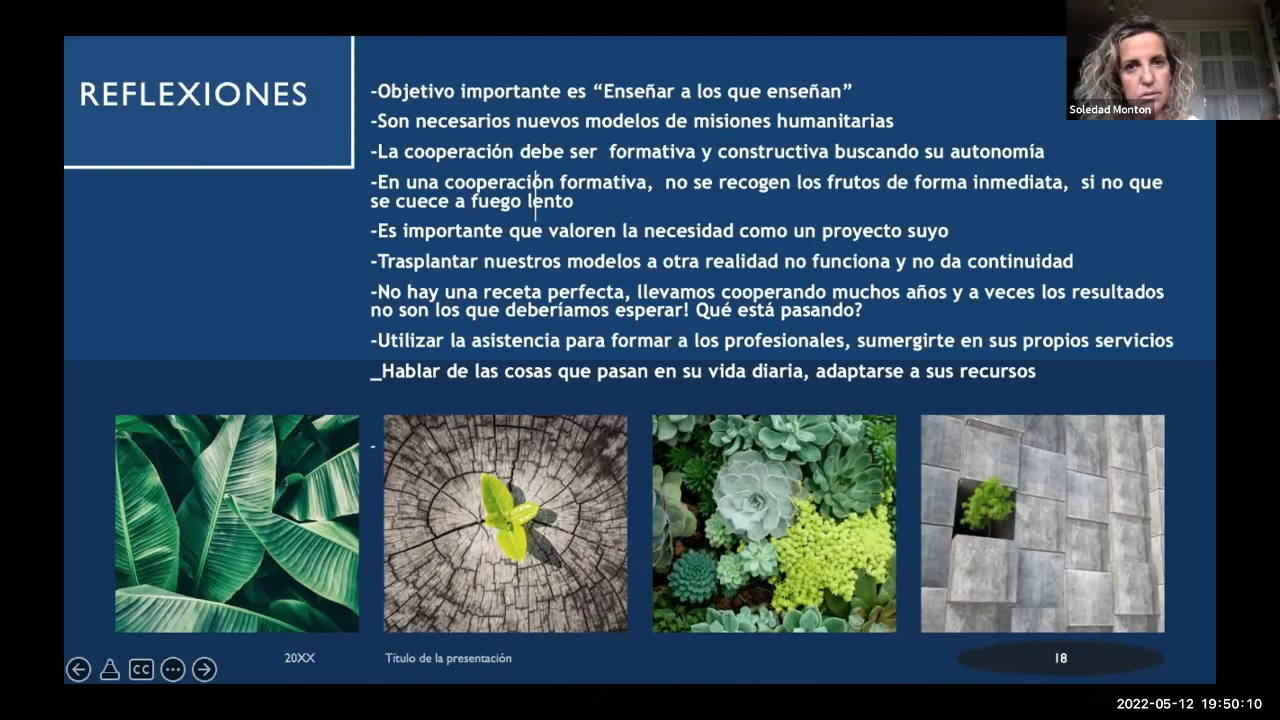 REFLEXIONES
-Objetivo importante es “Enseñar a los que enseñan”
-Son necesarios nuevos modelos de misiones humanitarias
-La cooperación debe ser formativa y constructiva buscando su autonomía
-En una cooperación formativa, no se recogen los frutos de forma inmediata, si no que
se cuece a fuego lento
-Es importante que valoren la necesidad como un proyecto suyo
-Trasplantar nuestros modelos a otra realidad no funciona y no da continuidad
-No hay una receta perfecta, llevamos cooperando muchos años y a veces los resultados
no son los que deberíamos esperar! Qué está pasando?
-Utilizar la asistencia para formar a los profesionales, sumergirte en sus propios servicios
_Hablar de las cosas que pasan en su vida diaria, adaptarse a sus recursos
-
Soledad Monton
CC
20XX
Título de la presentación
18
2022-05-12 19:50:10